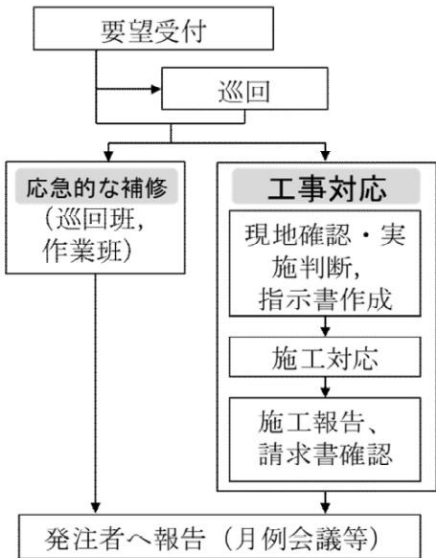 要望受付
巡回
応急的な補修
（巡回班,
作業班）
工事対応
現地確認・実
施判断,
指示書作成
施工対応
施工報告、
請求書確認
発注者へ報告（月例会議等）